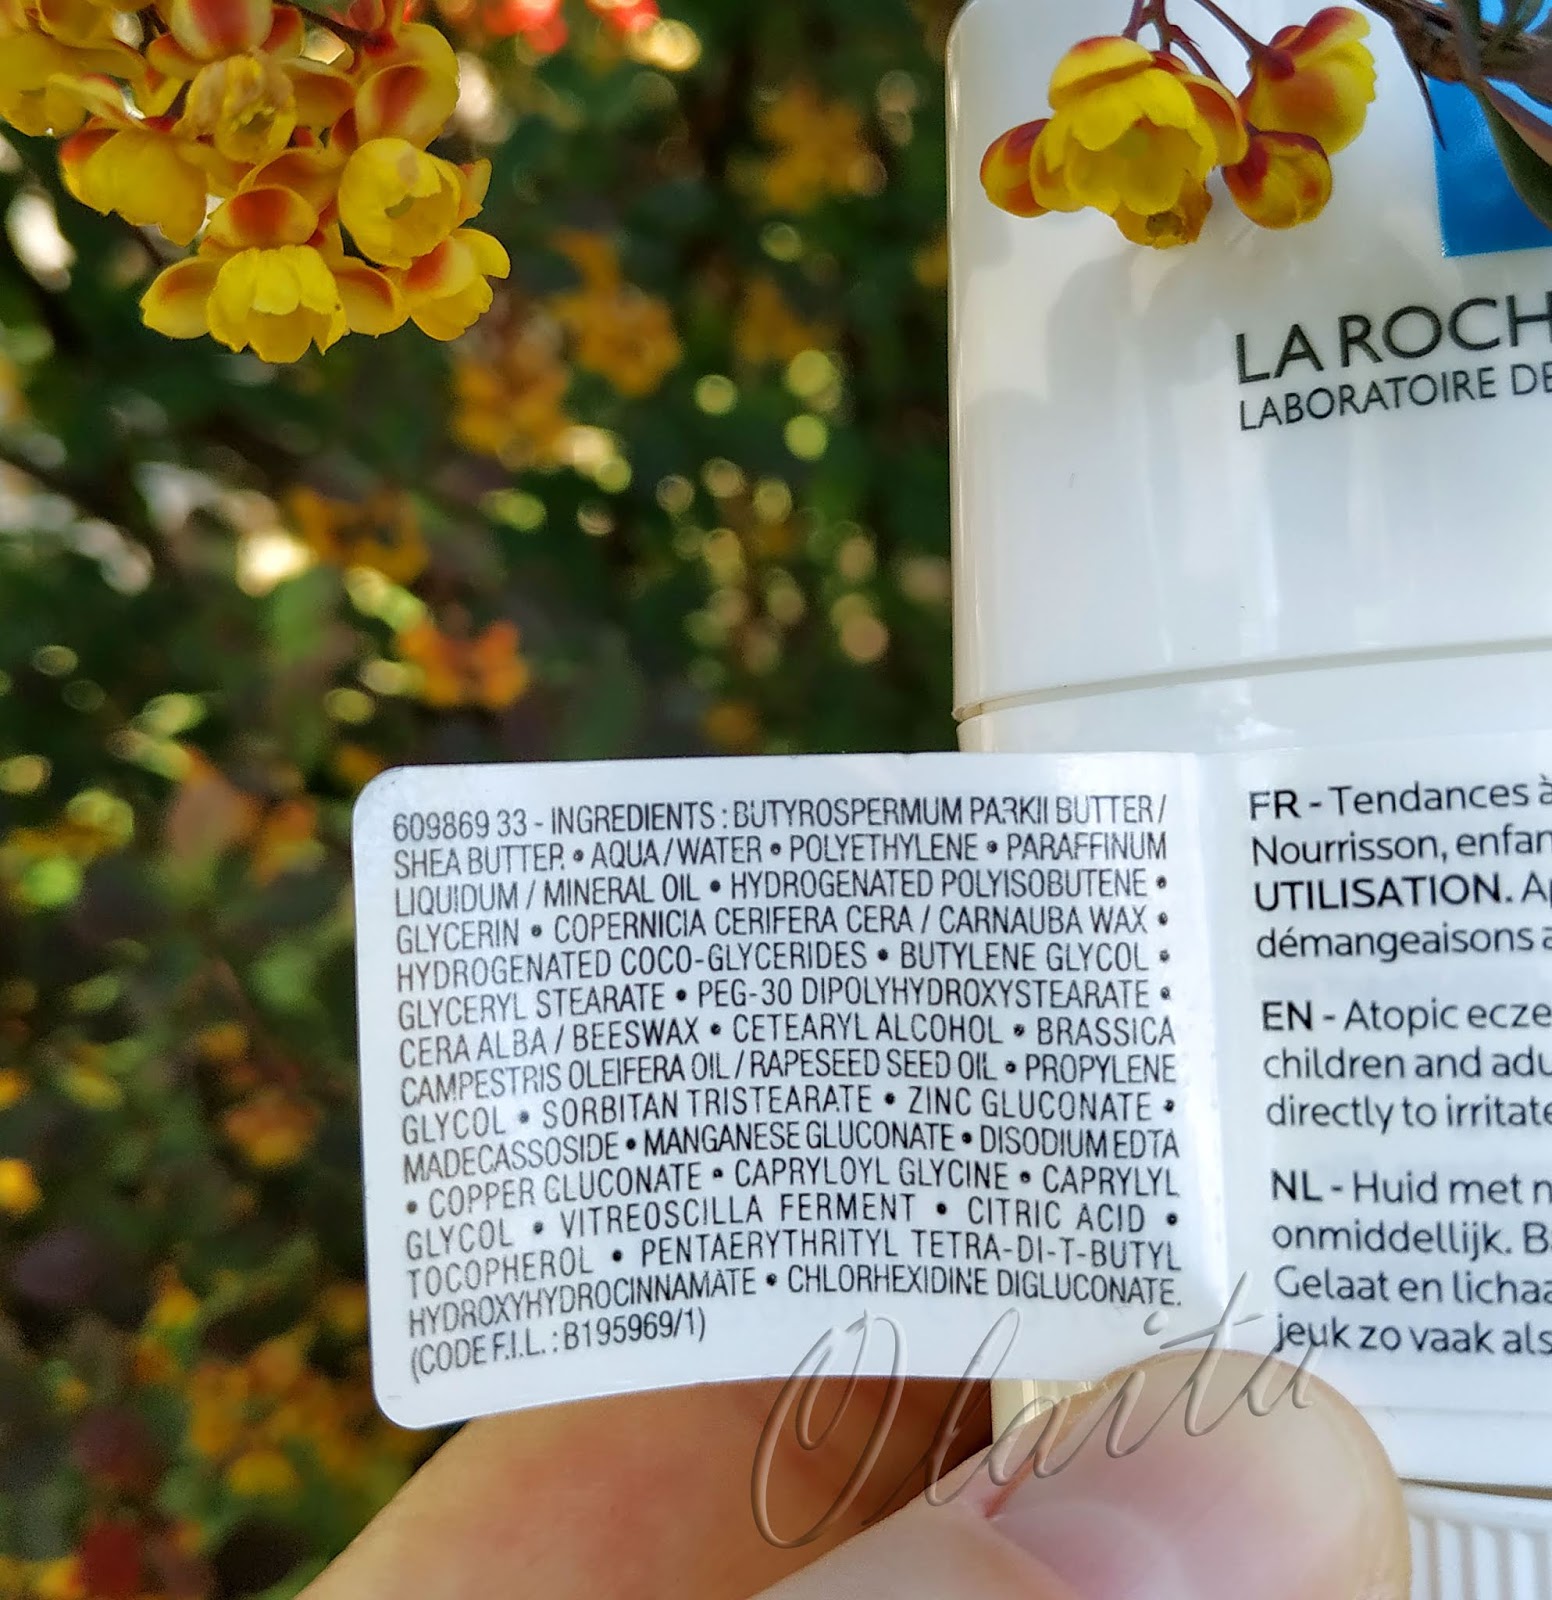 LA ROCH
LABORATOIRE DE
609869 33 - INGREDIENTS : BUTYROSPERMUM PARKII BUTTER /
SHEA BUTTER • AQUA / WATER • POLYETHYLENE • PARAFFINUM
LIQUIDUM / MINERAL OIL • HYDROGENATED POLYISOBUTENE •
GLYCERIN • COPERNICIA CERIFERA CERA / CARNAUBA WAX •
HYDROGENATED COCO-GLYCERIDES • BUTYLENE GLYCOL •
GLYCERYL STEARATE • PEG-30 DIPOLYHYDROXYSTEARATE •
CERA ALBA / BEESWAX • CETEARYL ALCOHOL • BRASSICA
CAMPESTRIS OLEIFERA OIL / RAPESEED SEED OIL • PROPYLENE
GLYCOL • SORBITAN TRISTEARATE • ZINC GLUCONATE •
MADECASSOSIDE • MANGANESE GLUCONATE • DISODIUM EDTA
• COPPER GLUCONATE • CAPRYLOYL GLYCINE • CAPRYLYL
GLYCOL • VITREOSCILLA FERMENT • CITRIC ACID •
TOCOPHEROL • PENTAERYTHRITYL TETRA-DI-T-BUTYL
HYDROXYHYDROCINNAMATE • CHLORHEXIDINE DIGLUCONATE.
(CODE F.I.L. : B195969/1)
FR - Tendances à
Nourrisson, enfan
UTILISATION. Ap
démangeaisons a
EN - Atopic ecze
children and adu
directly to irritate
NL - Huid met n
onmiddellijk. B
Gelaat en lichaa
jeuk zo vaak als
Olaita